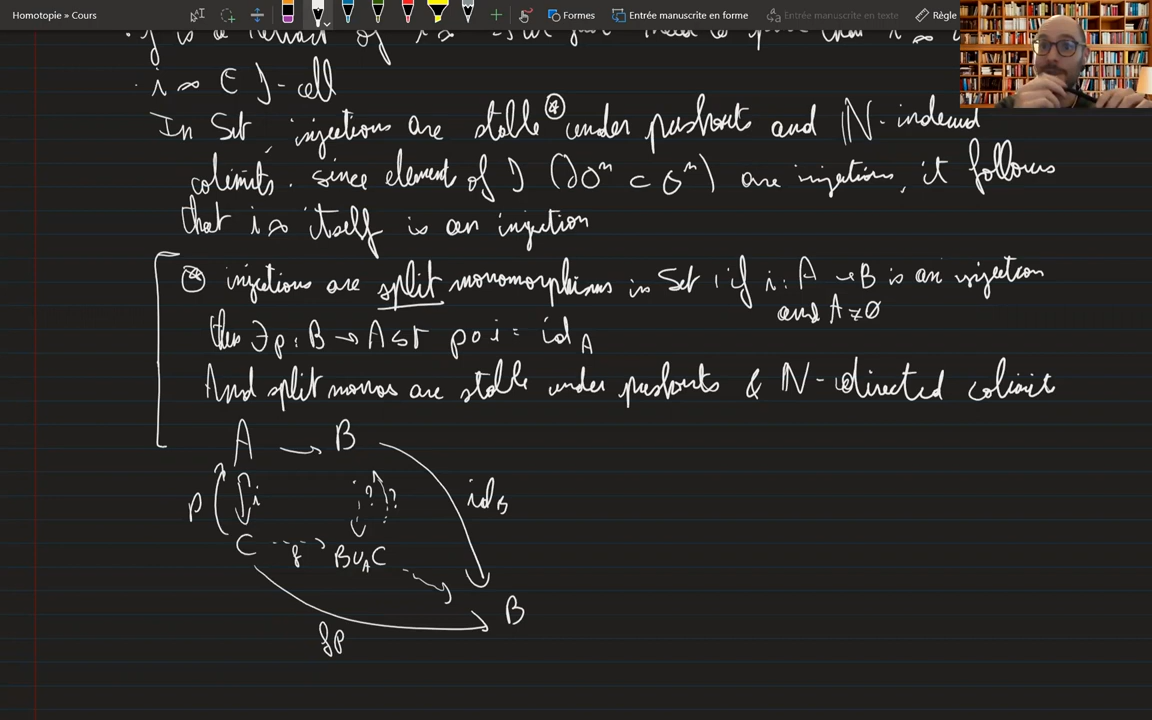 Homotopie » Cours
Formes
Entrée manuscrite en forme
Entrée manuscrite en texte
Règle
i∞ ∈ J-cell
In Set injections are stable ⊛ under pushouts and ℕ-indexed
colimits. Since element of J (∂Θⁿ ⊂ Θⁿ) are injections, it follows
that i∞ itself is an injection
⊛ injections are split monomorphisms in Set : if i: A → B is an injection
and A ≠ ∅
then ∃ p: B → A st p ∘ i = id_A
And split monos are stable under pushouts & ℕ-directed colimit
A → B
p i ? ? id_B
C f B ∪_A C
B
fp